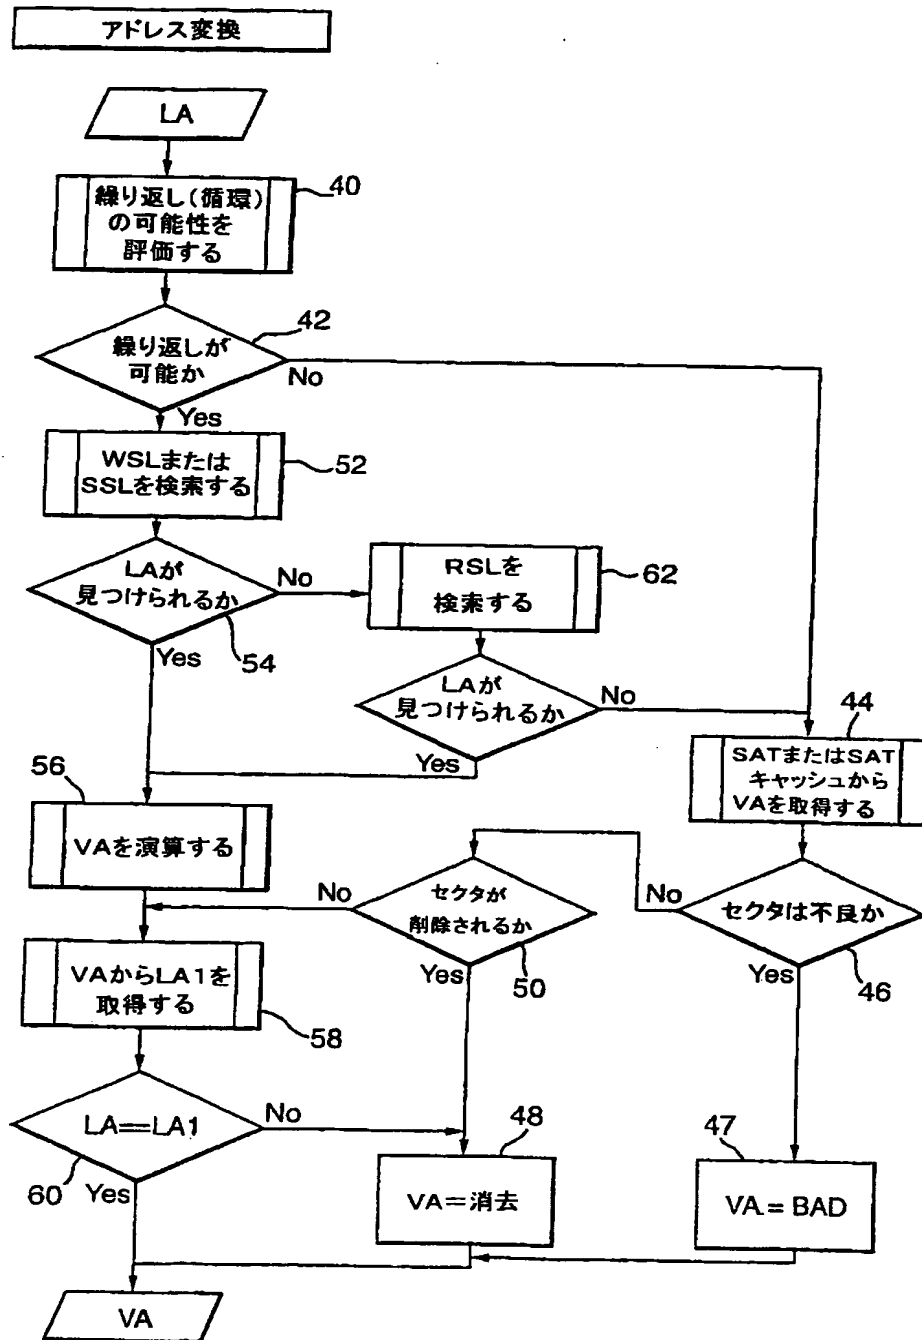 アドレス変換
LA
繰り返し(循環)
の可能性を
評価する
40
42
繰り返しが
可能か
No
Yes
WSLまたは
SSLを検索する
52
LAが
見つけられるか
No
Yes
54
RSLを
検索する
62
LAが
見つけられるか
No
Yes
44
SATまたはSAT
キャッシュから
VAを取得する
56
VAを演算する
セクタが
削除されるか
No
Yes
50
セクタは不良か
No
Yes
46
VAからLA1を
取得する
58
LA==LA1
No
Yes
60
48
VA=消去
47
VA.=BAD
VA